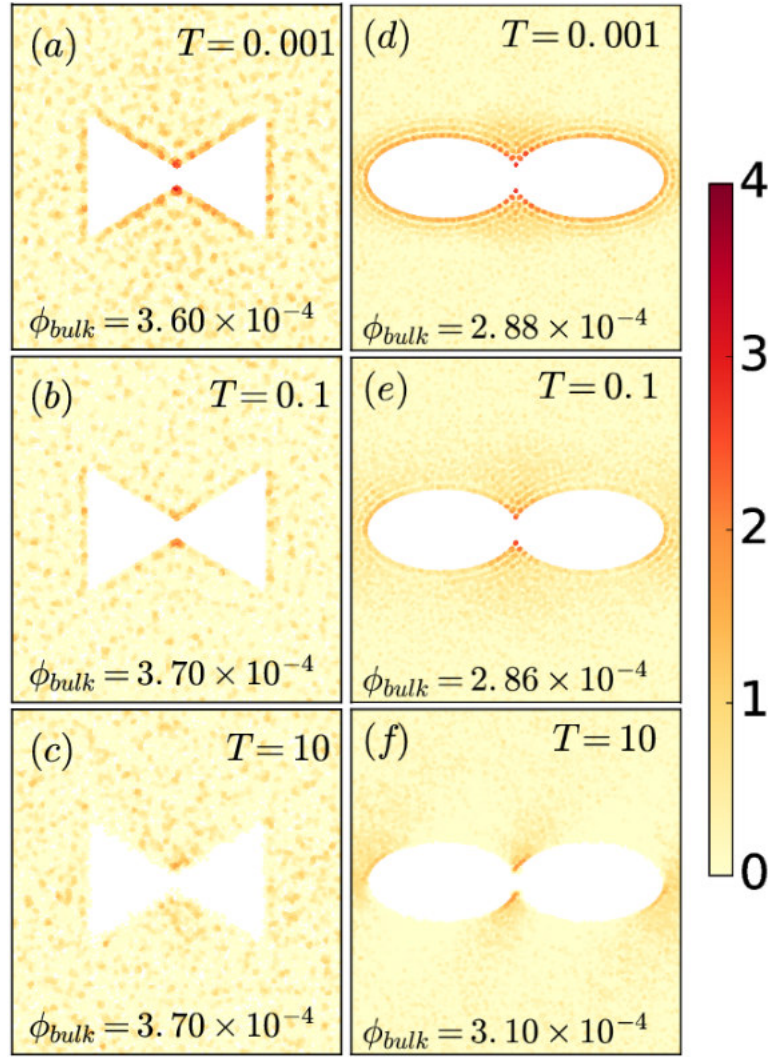 (a) T=0.001
ϕ_bulk=3.60×10⁻⁴
(b) T=0.1
ϕ_bulk=3.70×10⁻⁴
(c) T=10
ϕ_bulk=3.70×10⁻⁴
(d) T=0.001
ϕ_bulk=2.88×10⁻⁴
(e) T=0.1
ϕ_bulk=2.86×10⁻⁴
(f) T=10
ϕ_bulk=3.10×10⁻⁴
4
3
2
1
0